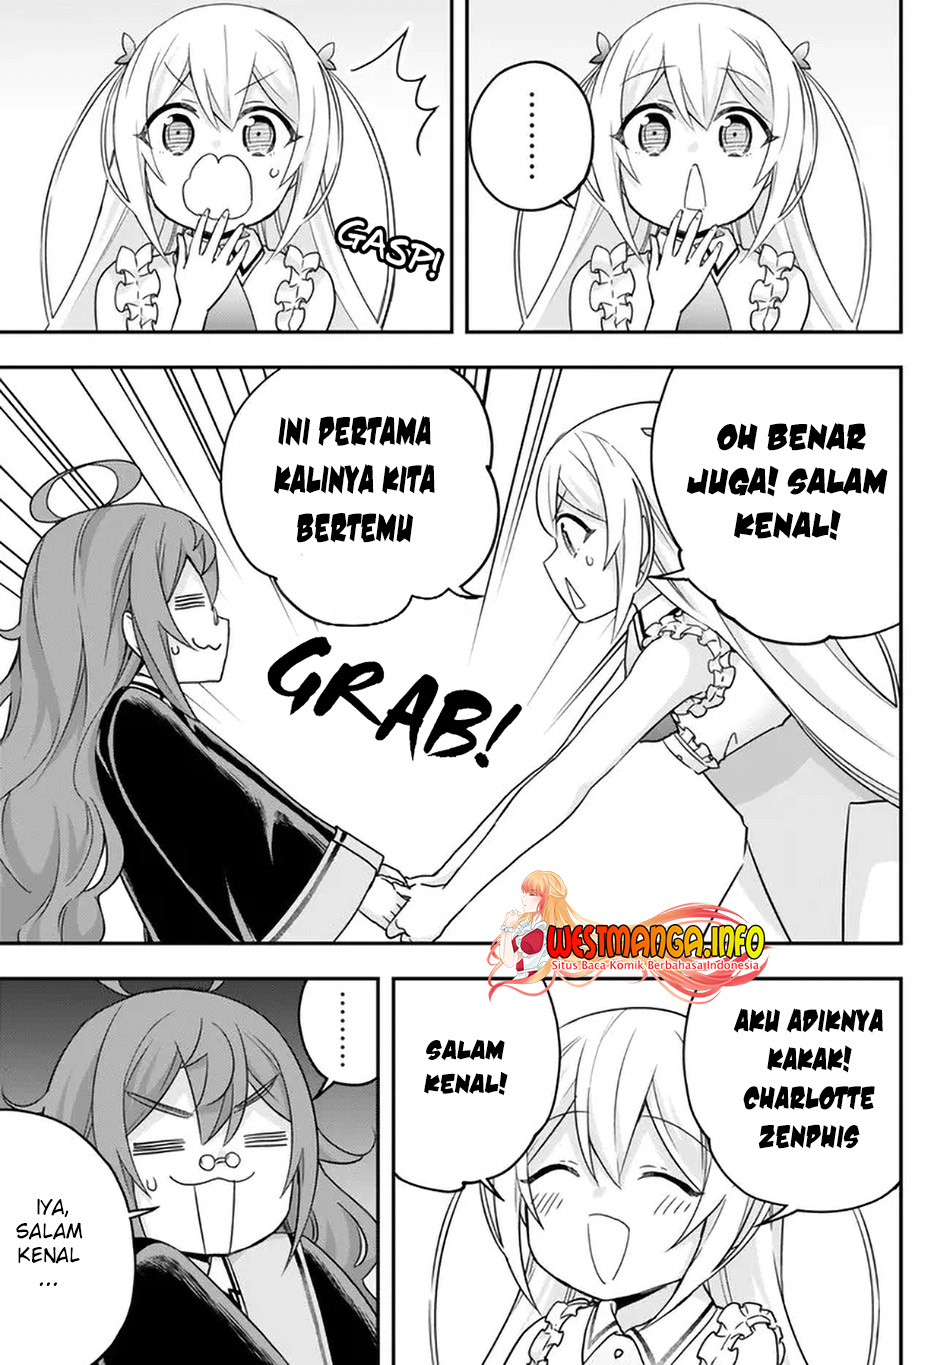 .........
GASP!
OH BENAR
JUGA! SALAM
KENAL!
INI PERTAMA
KALINYA KITA
BERTEMU
GRAB!
WESTMANGA.INFO
Situs Baca Komik Berbahasa Indonesia
AKU ADIKNYA
KAKAK!
CHARLOTTE
ZENPHIS
SALAM
KENAL!
.........
IYA,
SALAM
KENAL
...